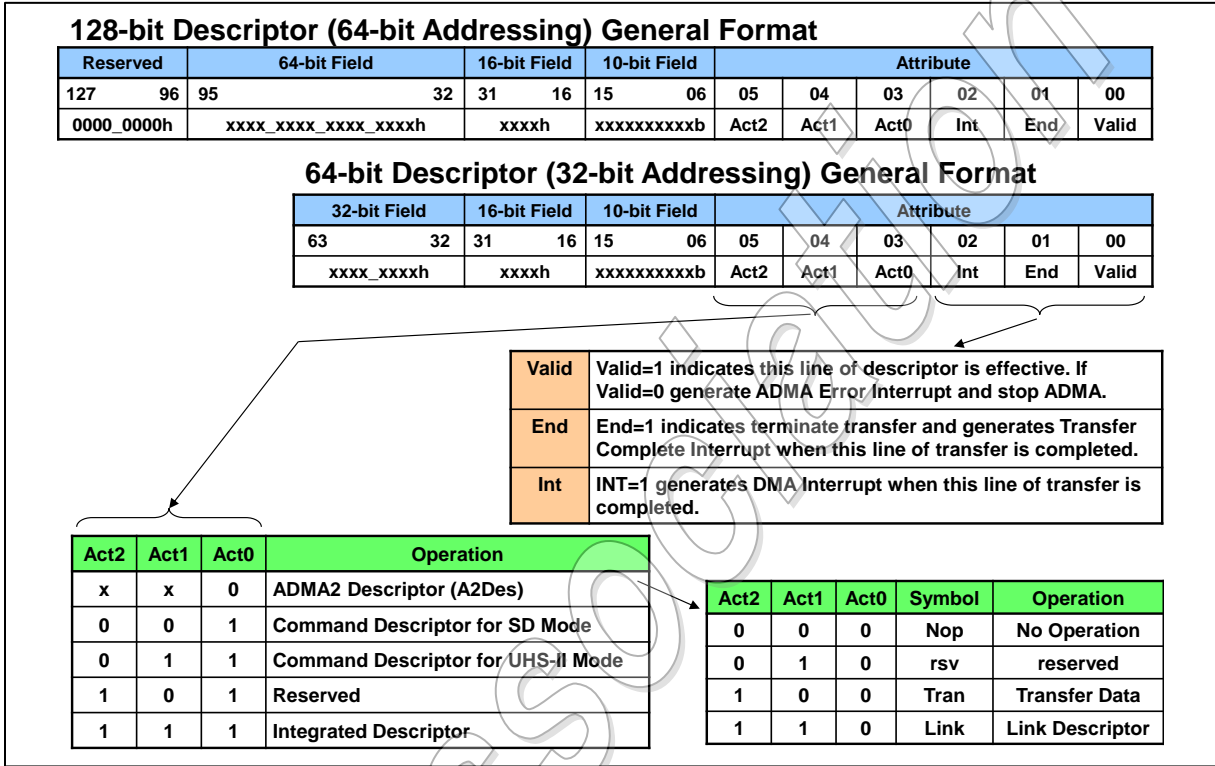 128-bit Descriptor (64-bit Addressing) General Format
Reserved 64-bit Field 16-bit Field 10-bit Field Attribute
127 96 95 32 31 16 15 06 05 04 03 02 01 00
0000_0000h xxxx_xxxx_xxxx_xxxxh xxxxh xxxxxxxxxxb Act2 Act1 Act0 Int End Valid
64-bit Descriptor (32-bit Addressing) General Format
32-bit Field 16-bit Field 10-bit Field Attribute
63 32 31 16 15 06 05 04 03 02 01 00
xxxx_xxxxh xxxxh xxxxxxxxxxb Act2 Act1 Act0 Int End Valid
Valid Valid=1 indicates this line of descriptor is effective. If
Valid=0 generate ADMA Error Interrupt and stop ADMA.
End End=1 indicates terminate transfer and generates Transfer
Complete Interrupt when this line of transfer is completed.
Int INT=1 generates DMA Interrupt when this line of transfer is
completed.
Act2 Act1 Act0 Operation
x x 0 ADMA2 Descriptor (A2Des)
0 0 1 Command Descriptor for SD Mode
0 1 1 Command Descriptor for UHS-II Mode
1 0 1 Reserved
1 1 1 Integrated Descriptor
Act2 Act1 Act0 Symbol Operation
0 0 0 Nop No Operation
0 1 0 rsv reserved
1 0 0 Tran Transfer Data
1 1 0 Link Link Descriptor